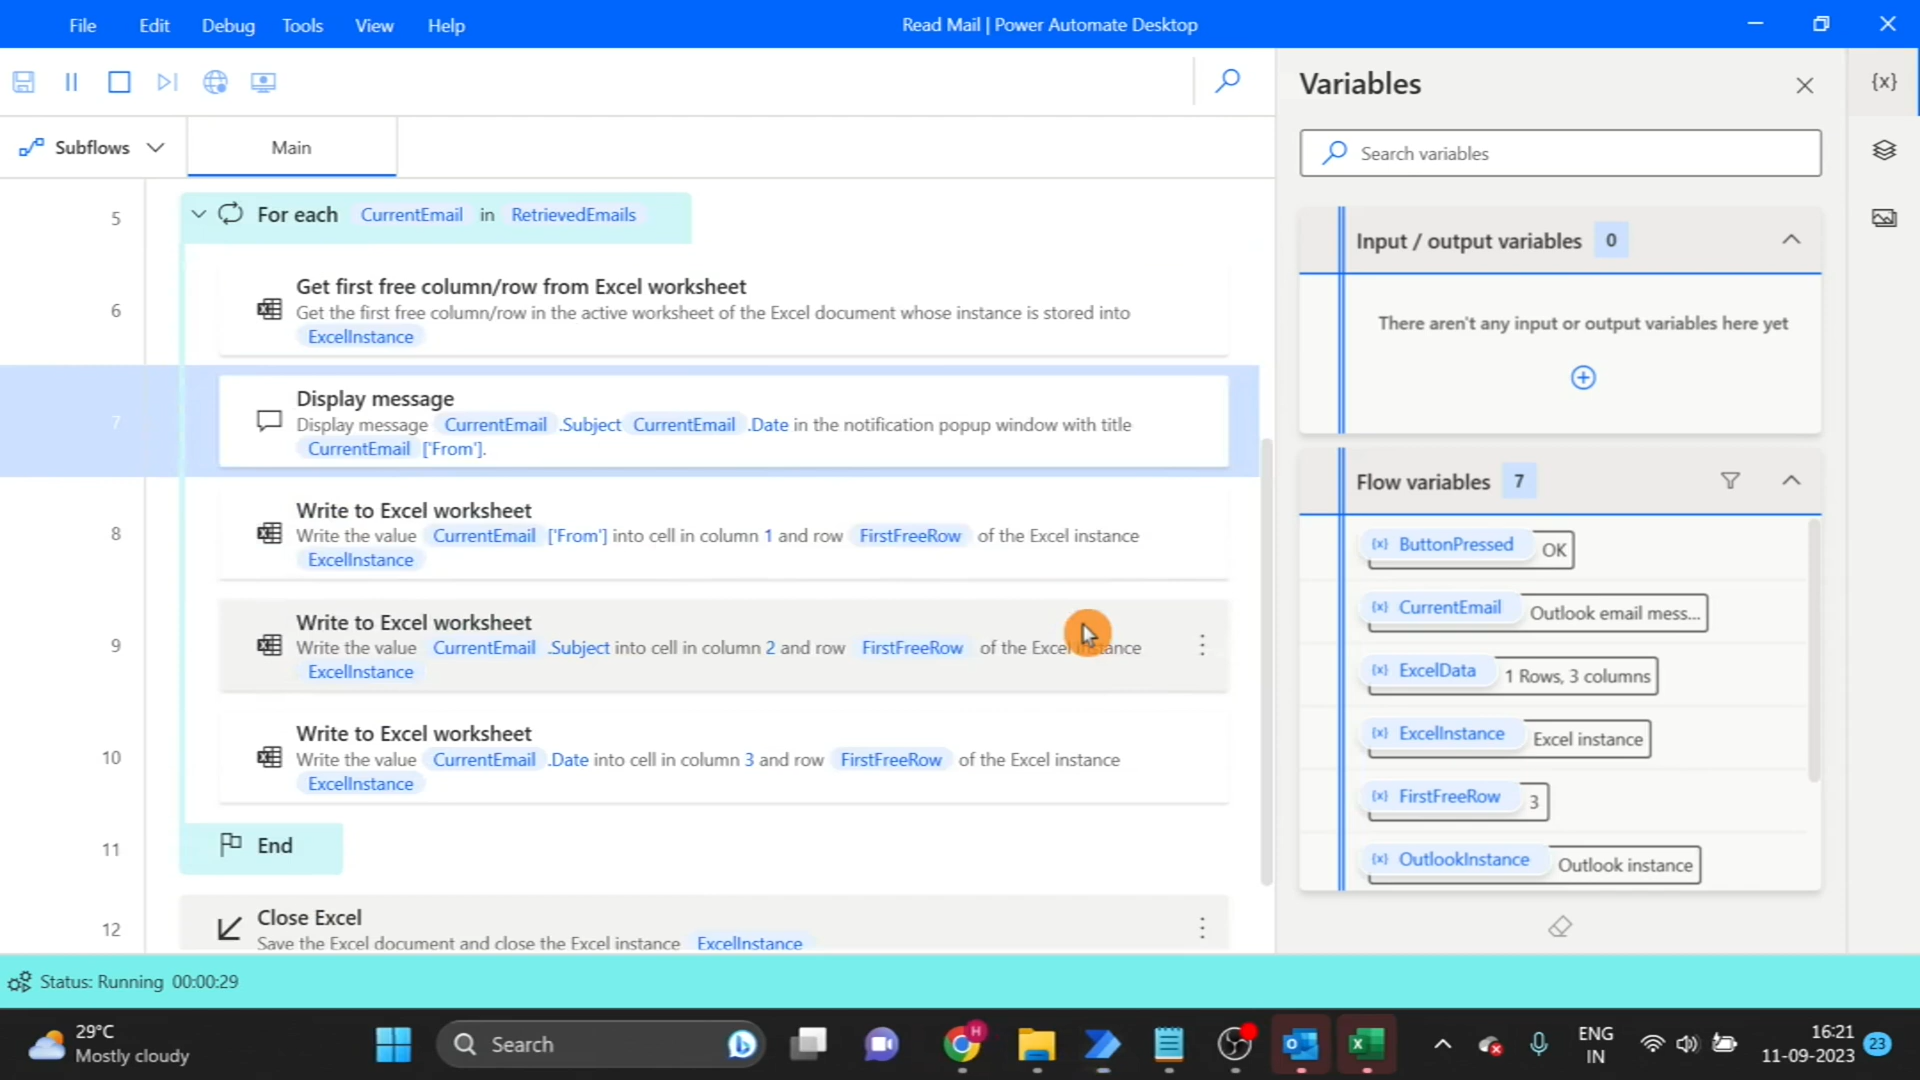 File Edit Debug Tools View Help Read Mail | Power Automate Desktop
Subflows Main
5 For each CurrentEmail in RetrievedEmails
Get first free column/row from Excel worksheet
6 Get the first free column/row in the active worksheet of the Excel document whose instance is stored into
ExcelInstance
Display message
7 Display message CurrentEmail .Subject CurrentEmail .Date in the notification popup window with title
CurrentEmail ['From'].
Write to Excel worksheet
8 Write the value CurrentEmail ['From'] into cell in column 1 and row FirstFreeRow of the Excel instance
ExcelInstance
Write to Excel worksheet
9 Write the value CurrentEmail .Subject into cell in column 2 and row FirstFreeRow of the Excel instance
ExcelInstance
Write to Excel worksheet
10 Write the value CurrentEmail .Date into cell in column 3 and row FirstFreeRow of the Excel instance
ExcelInstance
11 End
Close Excel
12 Save the Excel document and close the Excel instance ExcelInstance
Variables
{x}
Search variables
Input / output variables 0
There aren't any input or output variables here yet
Flow variables 7
{x} ButtonPressed OK
{x} CurrentEmail Outlook email mess...
{x} ExcelData 1 Rows, 3 columns
{x} ExcelInstance Excel instance
{x} FirstFreeRow 3
{x} OutlookInstance Outlook instance
Status: Running 00:00:29
29°C
Mostly cloudy
Search
H
ENG
IN
16:21
11-09-2023
23